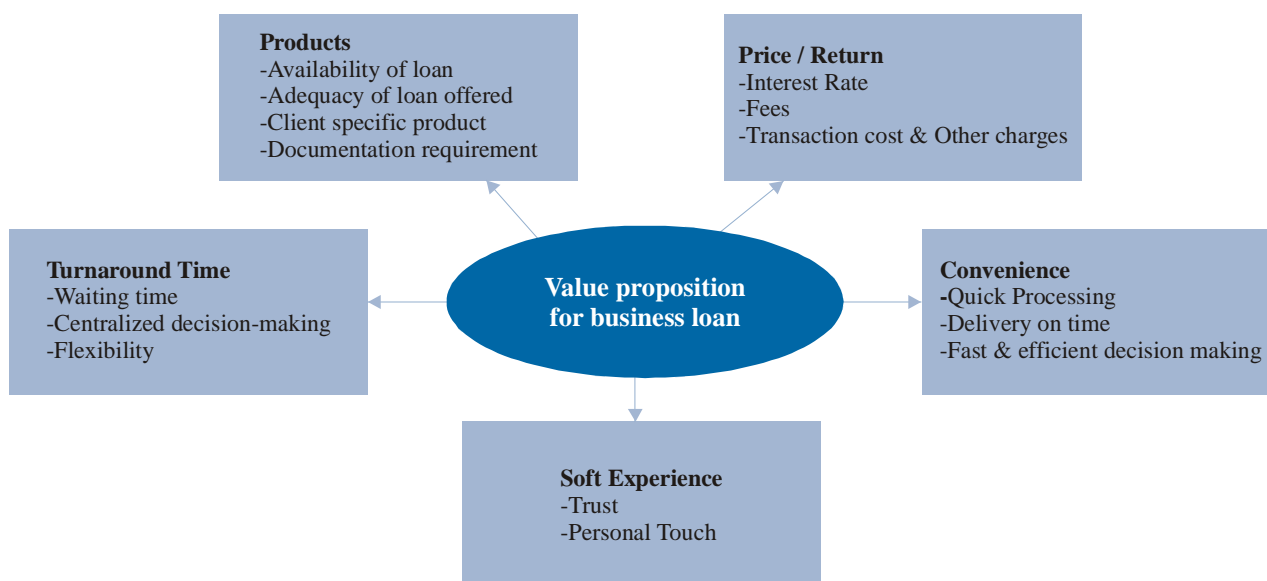 Products
-Availability of loan
-Adequacy of loan offered
-Client specific product
-Documentation requirement
Price / Return
-Interest Rate
-Fees
-Transaction cost & Other charges
Turnaround Time
-Waiting time
-Centralized decision-making
-Flexibility
Value proposition
for business loan
Convenience
-Quick Processing
-Delivery on time
-Fast & efficient decision making
Soft Experience
-Trust
-Personal Touch